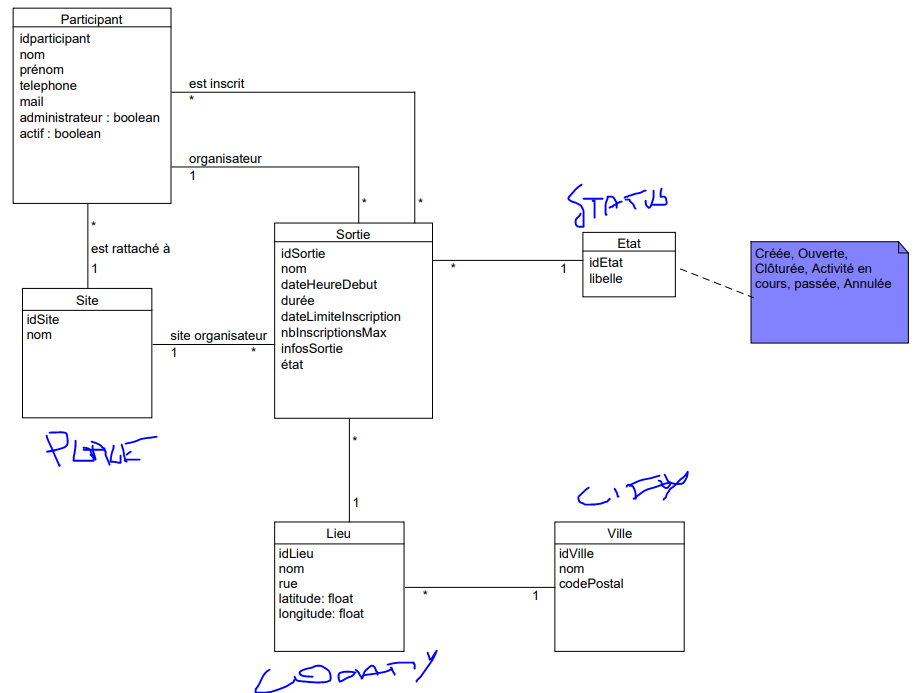 Participant
idparticipant
nom
prénom
telephone
mail
administrateur : boolean
actif : boolean
est inscrit
*
organisateur
1
*
*
*
est rattaché à
1
Site
idSite
nom
site organisateur
1
*
Sortie
idSortie
nom
dateHeureDebut
durée
dateLimiteInscription
nbInscriptionsMax
infosSortie
état
*
1
STATUS
Etat
idEtat
libelle
Créée, Ouverte,
Clôturée, Activité en
cours, passée, Annulée
*
1
Lieu
idLieu
nom
rue
latitude: float
longitude: float
*
1
CITY
Ville
idVille
nom
codePostal